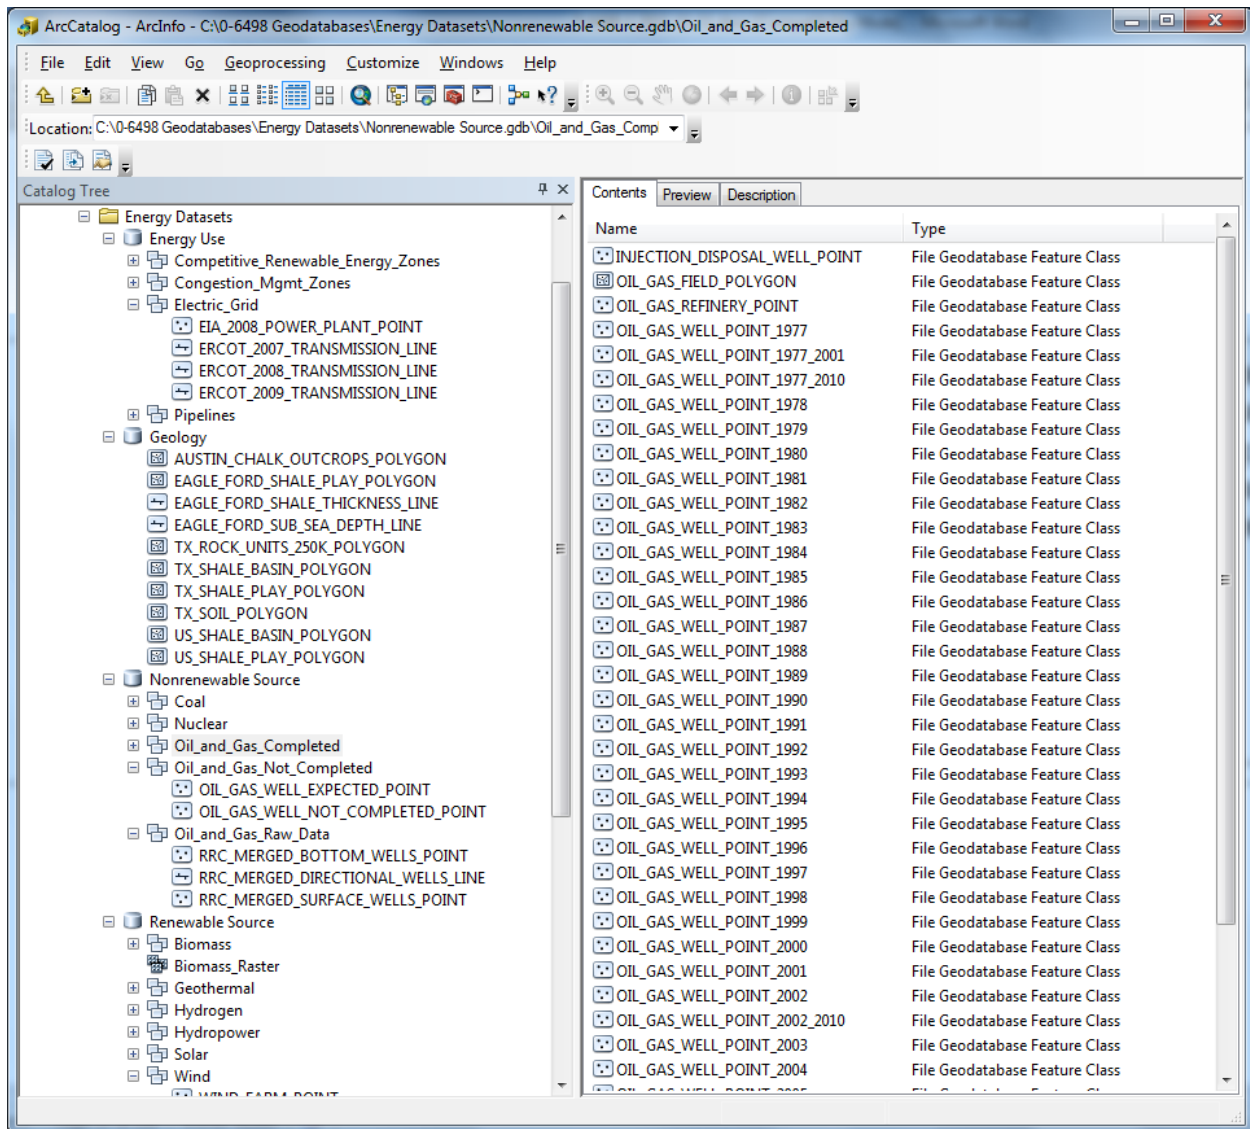 ArcCatalog - ArcInfo - C:\0-6498 Geodatabases\Energy Datasets\Nonrenewable Source.gdb\Oil_and_Gas_Completed
File Edit View Go Geoprocessing Customize Windows Help
Location: C:\0-6498 Geodatabases\Energy Datasets\Nonrenewable Source.gdb\Oil_and_Gas_Compl
Catalog Tree
Energy Datasets
Energy Use
Competitive_Renewable_Energy_Zones
Congestion_Mgmt_Zones
Electric_Grid
EIA_2008_POWER_PLANT_POINT
ERCOT_2007_TRANSMISSION_LINE
ERCOT_2008_TRANSMISSION_LINE
ERCOT_2009_TRANSMISSION_LINE
Pipelines
Geology
AUSTIN_CHALK_OUTCROPS_POLYGON
EAGLE_FORD_SHALE_PLAY_POLYGON
EAGLE_FORD_SHALE_THICKNESS_LINE
EAGLE_FORD_SUB_SEA_DEPTH_LINE
TX_ROCK_UNITS_250K_POLYGON
TX_SHALE_BASIN_POLYGON
TX_SHALE_PLAY_POLYGON
TX_SOIL_POLYGON
US_SHALE_BASIN_POLYGON
US_SHALE_PLAY_POLYGON
Nonrenewable Source
Coal
Nuclear
Oil_and_Gas_Completed
Oil_and_Gas_Not_Completed
OIL_GAS_WELL_EXPECTED_POINT
OIL_GAS_WELL_NOT_COMPLETED_POINT
Oil_and_Gas_Raw_Data
RRC_MERGED_BOTTOM_WELLS_POINT
RRC_MERGED_DIRECTIONAL_WELLS_LINE
RRC_MERGED_SURFACE_WELLS_POINT
Renewable Source
Biomass
Biomass_Raster
Geothermal
Hydrogen
Hydropower
Solar
Wind
WIND_FARM_POINT
Contents Preview Description
Name Type
INJECTION_DISPOSAL_WELL_POINT File Geodatabase Feature Class
OIL_GAS_FIELD_POLYGON File Geodatabase Feature Class
OIL_GAS_REFINERY_POINT File Geodatabase Feature Class
OIL_GAS_WELL_POINT_1977 File Geodatabase Feature Class
OIL_GAS_WELL_POINT_1977_2001 File Geodatabase Feature Class
OIL_GAS_WELL_POINT_1977_2010 File Geodatabase Feature Class
OIL_GAS_WELL_POINT_1978 File Geodatabase Feature Class
OIL_GAS_WELL_POINT_1979 File Geodatabase Feature Class
OIL_GAS_WELL_POINT_1980 File Geodatabase Feature Class
OIL_GAS_WELL_POINT_1981 File Geodatabase Feature Class
OIL_GAS_WELL_POINT_1982 File Geodatabase Feature Class
OIL_GAS_WELL_POINT_1983 File Geodatabase Feature Class
OIL_GAS_WELL_POINT_1984 File Geodatabase Feature Class
OIL_GAS_WELL_POINT_1985 File Geodatabase Feature Class
OIL_GAS_WELL_POINT_1986 File Geodatabase Feature Class
OIL_GAS_WELL_POINT_1987 File Geodatabase Feature Class
OIL_GAS_WELL_POINT_1988 File Geodatabase Feature Class
OIL_GAS_WELL_POINT_1989 File Geodatabase Feature Class
OIL_GAS_WELL_POINT_1990 File Geodatabase Feature Class
OIL_GAS_WELL_POINT_1991 File Geodatabase Feature Class
OIL_GAS_WELL_POINT_1992 File Geodatabase Feature Class
OIL_GAS_WELL_POINT_1993 File Geodatabase Feature Class
OIL_GAS_WELL_POINT_1994 File Geodatabase Feature Class
OIL_GAS_WELL_POINT_1995 File Geodatabase Feature Class
OIL_GAS_WELL_POINT_1996 File Geodatabase Feature Class
OIL_GAS_WELL_POINT_1997 File Geodatabase Feature Class
OIL_GAS_WELL_POINT_1998 File Geodatabase Feature Class
OIL_GAS_WELL_POINT_1999 File Geodatabase Feature Class
OIL_GAS_WELL_POINT_2000 File Geodatabase Feature Class
OIL_GAS_WELL_POINT_2001 File Geodatabase Feature Class
OIL_GAS_WELL_POINT_2002 File Geodatabase Feature Class
OIL_GAS_WELL_POINT_2002_2010 File Geodatabase Feature Class
OIL_GAS_WELL_POINT_2003 File Geodatabase Feature Class
OIL_GAS_WELL_POINT_2004 File Geodatabase Feature Class